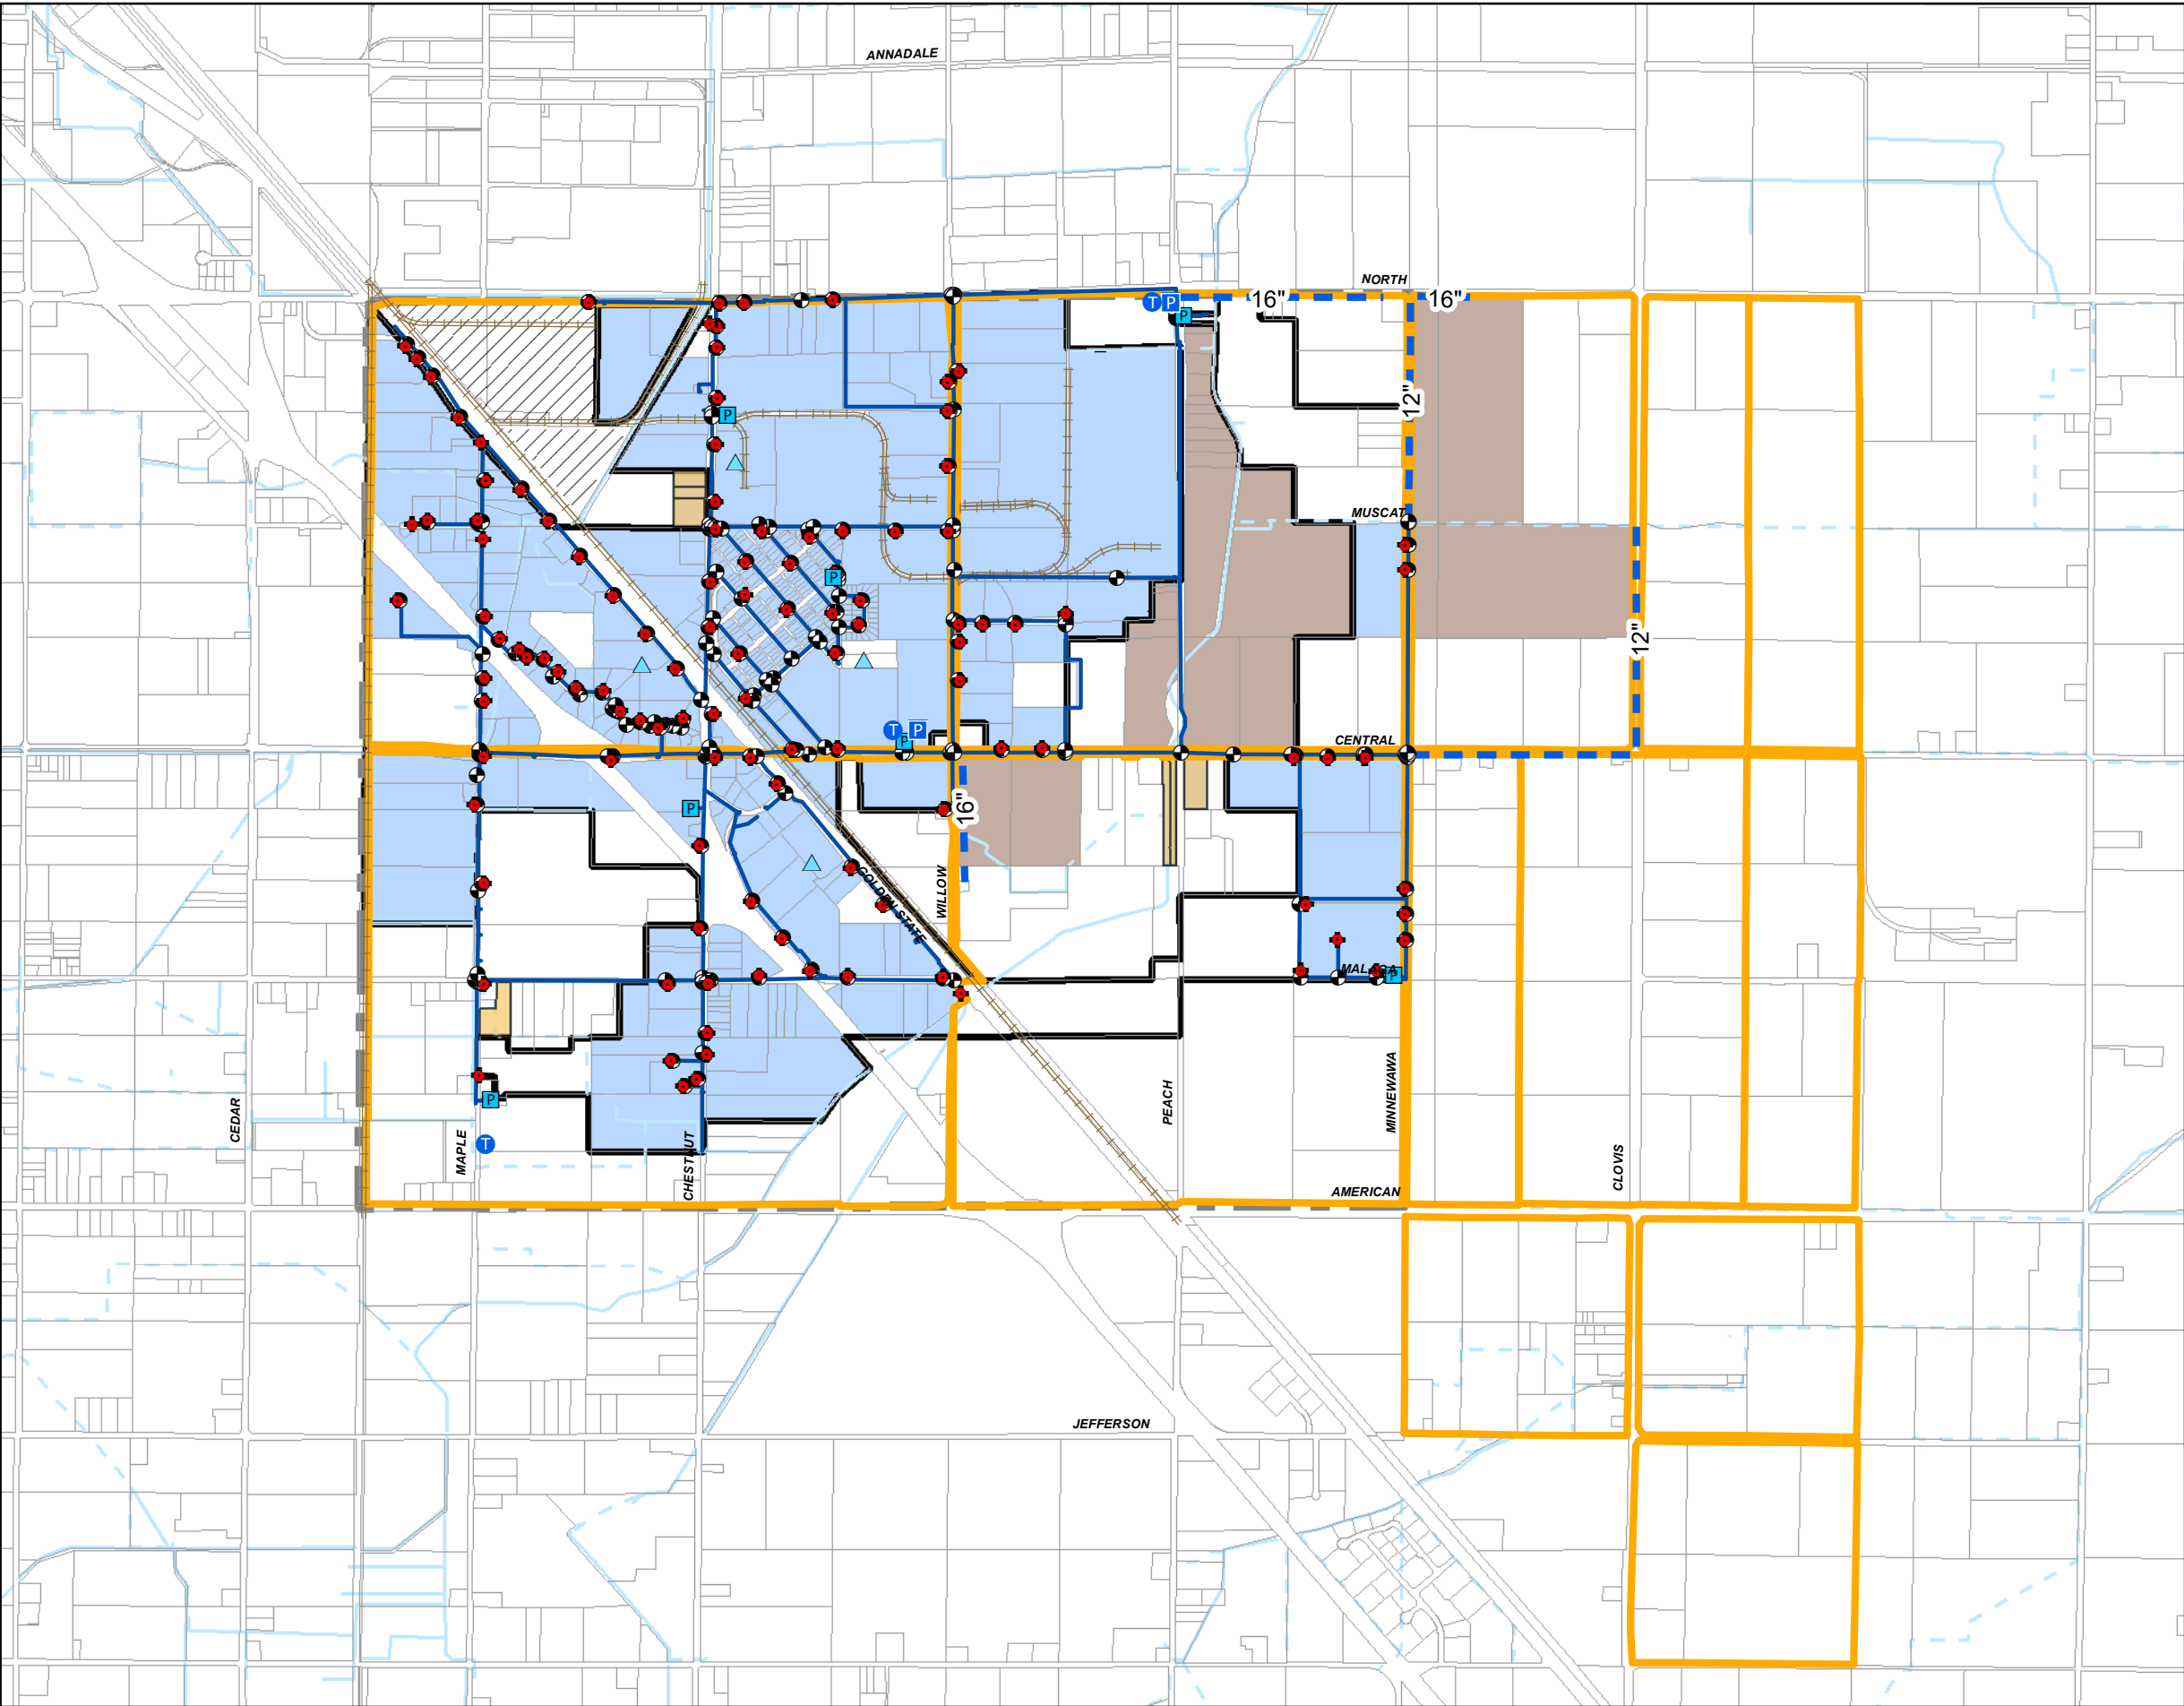 ANNADALE
NORTH
16"
16"
T
P
P
12"
P
MUSCAT
P
12"
T
P
P
CENTRAL
P
16"
GOLDEN STATE
WILLOW
MALAGA
P
P
T
CEDAR
MAPLE
CHESTNUT
PEACH
MINNEWAWA
CLOVIS
AMERICAN
JEFFERSON